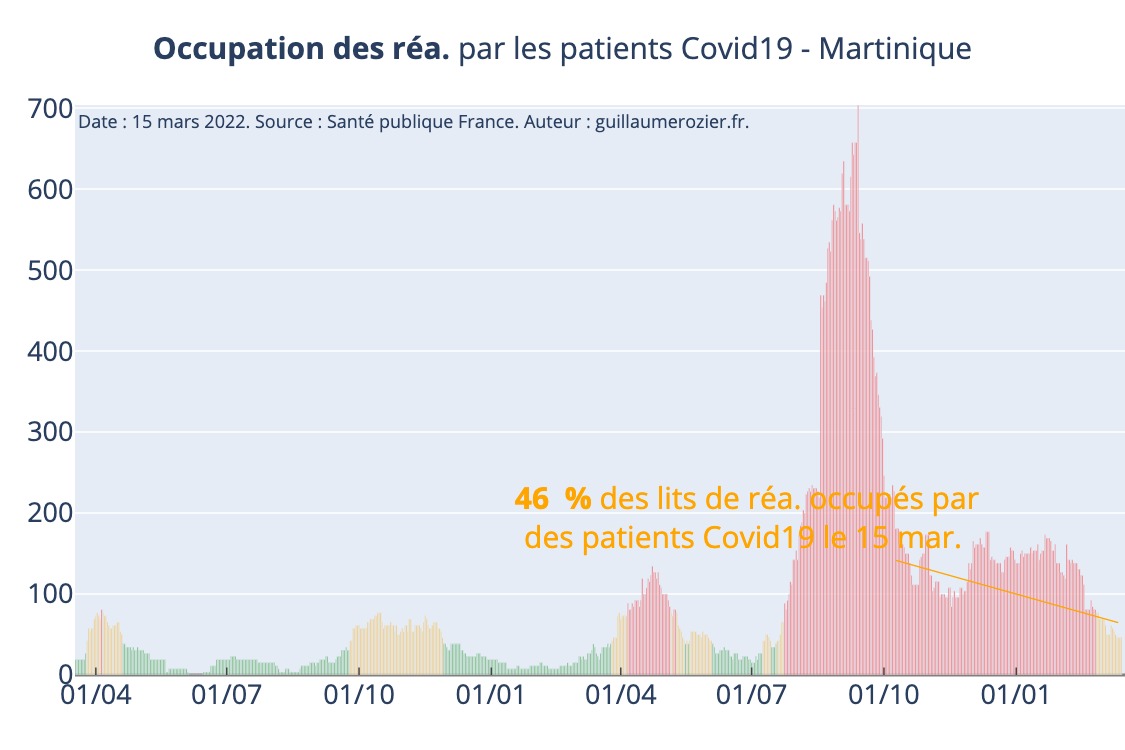 Occupation des réa. par les patients Covid19 - Martinique
700
Date : 15 mars 2022. Source : Santé publique France. Auteur : guillaumerozier.fr.
600
500
400
300
200
46 % des lits de réa. occupés par
des patients Covid19 le 15 mar.
100
0
01/04 01/07 01/10 01/01 01/04 01/07 01/10 01/01